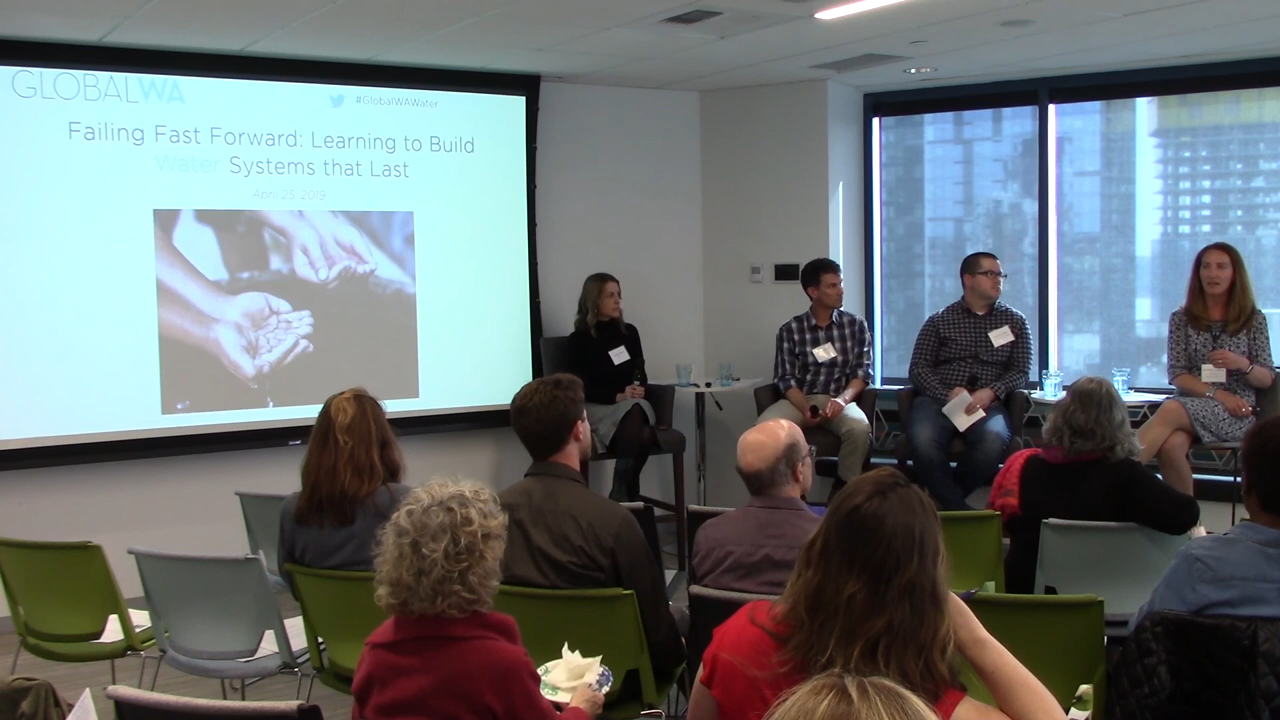 GLOBALWA
#GlobalWAWater
Failing Fast Forward: Learning to Build
Water Systems that Last
April 25, 2019